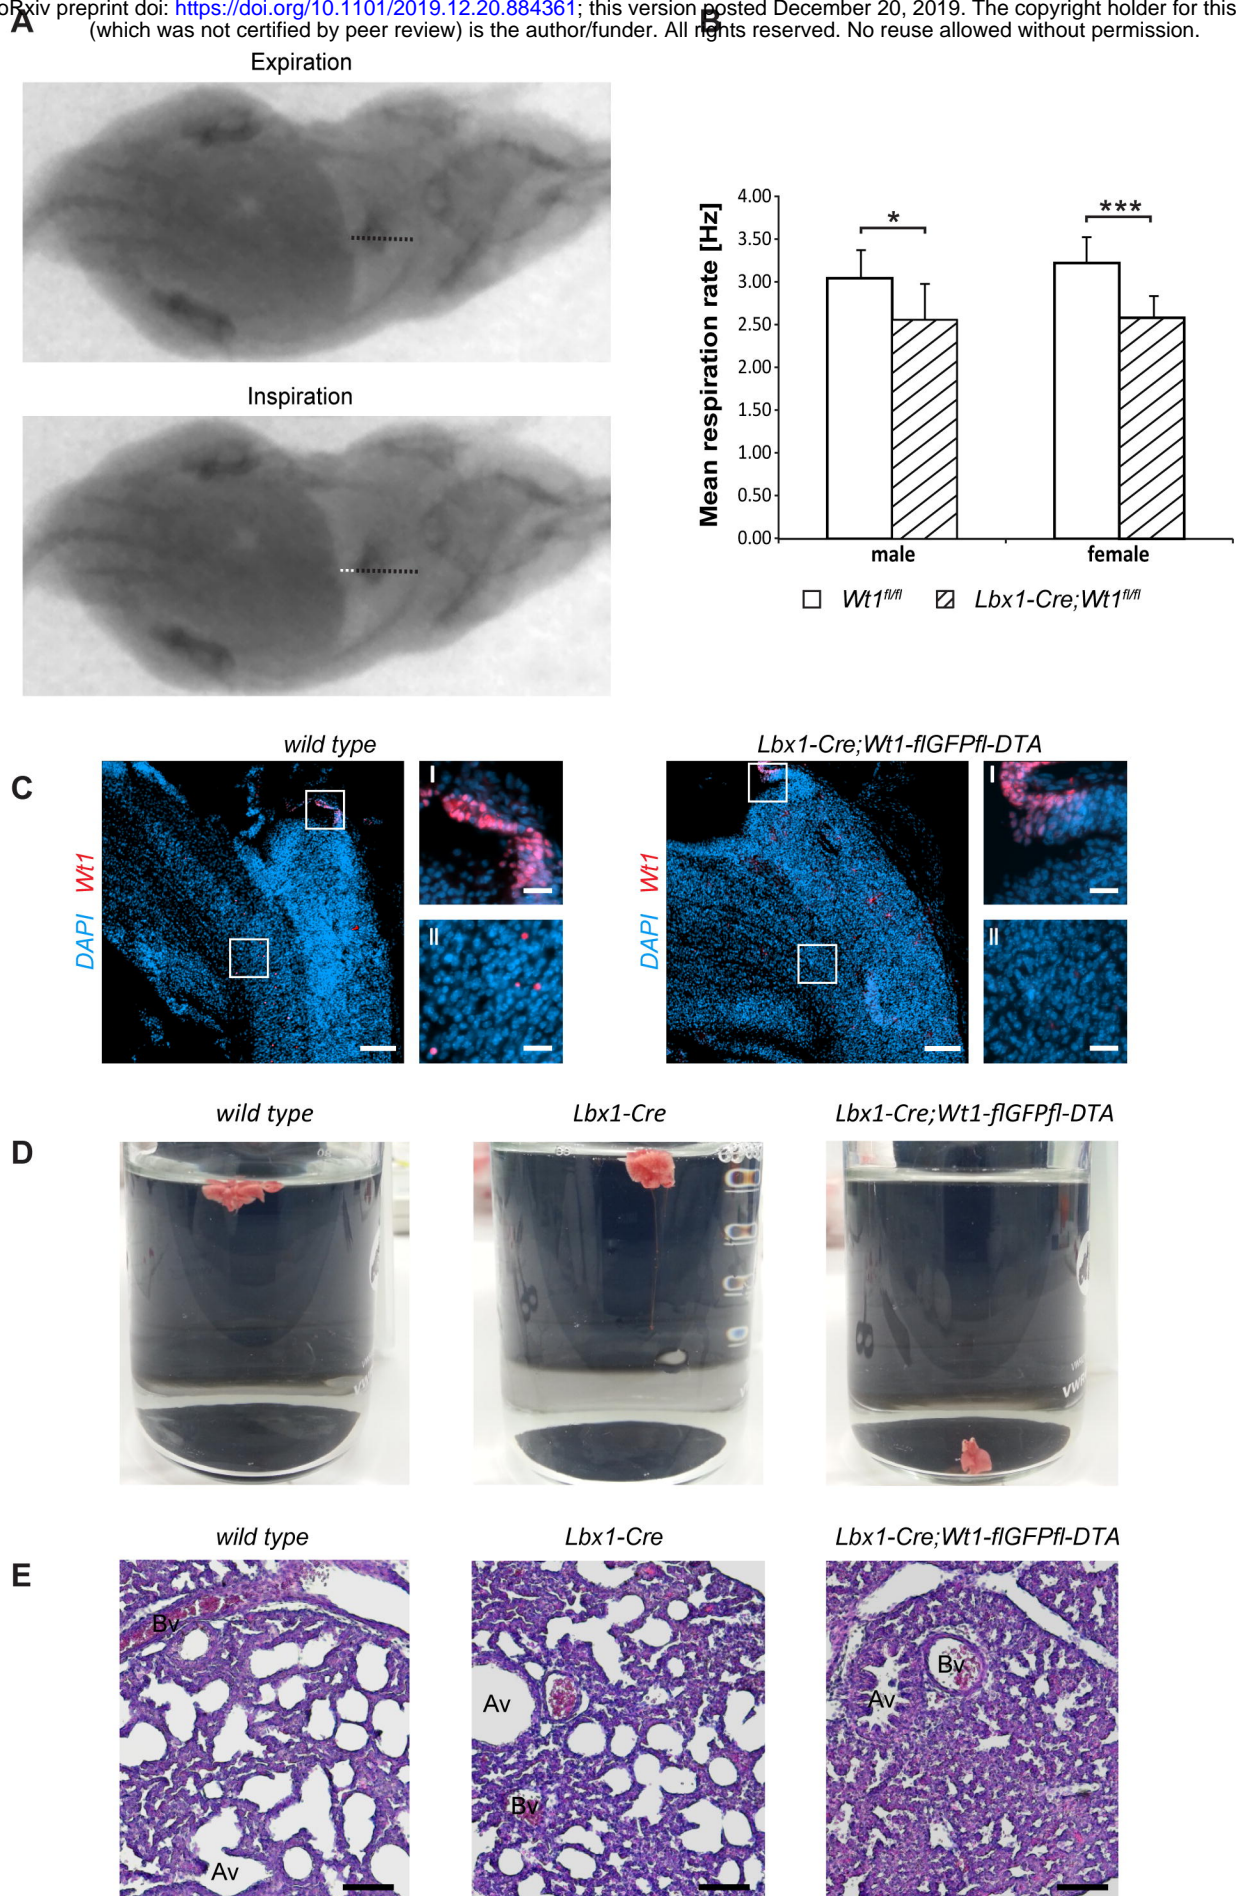 oRxiv preprint doi: https://doi.org/10.1101/2019.12.20.884361; this version posted December 20, 2019. The copyright holder for this
(which was not certified by peer review) is the author/funder. All rights reserved. No reuse allowed without permission.
A
B
Expiration
Inspiration
Mean respiration rate [Hz]
4.00
3.50
3.00
2.50
2.00
1.50
1.00
0.50
0.00
*
***
male
female
Wt1fl/fl
Lbx1-Cre;Wt1fl/fl
C
wild type
Lbx1-Cre;Wt1-flGFPfl-DTA
DAPI Wt1
I
II
DAPI Wt1
I
II
D
wild type
Lbx1-Cre
Lbx1-Cre;Wt1-flGFPfl-DTA
E
wild type
Lbx1-Cre
Lbx1-Cre;Wt1-flGFPfl-DTA
Bv
Av
Av
Bv
Bv
Av